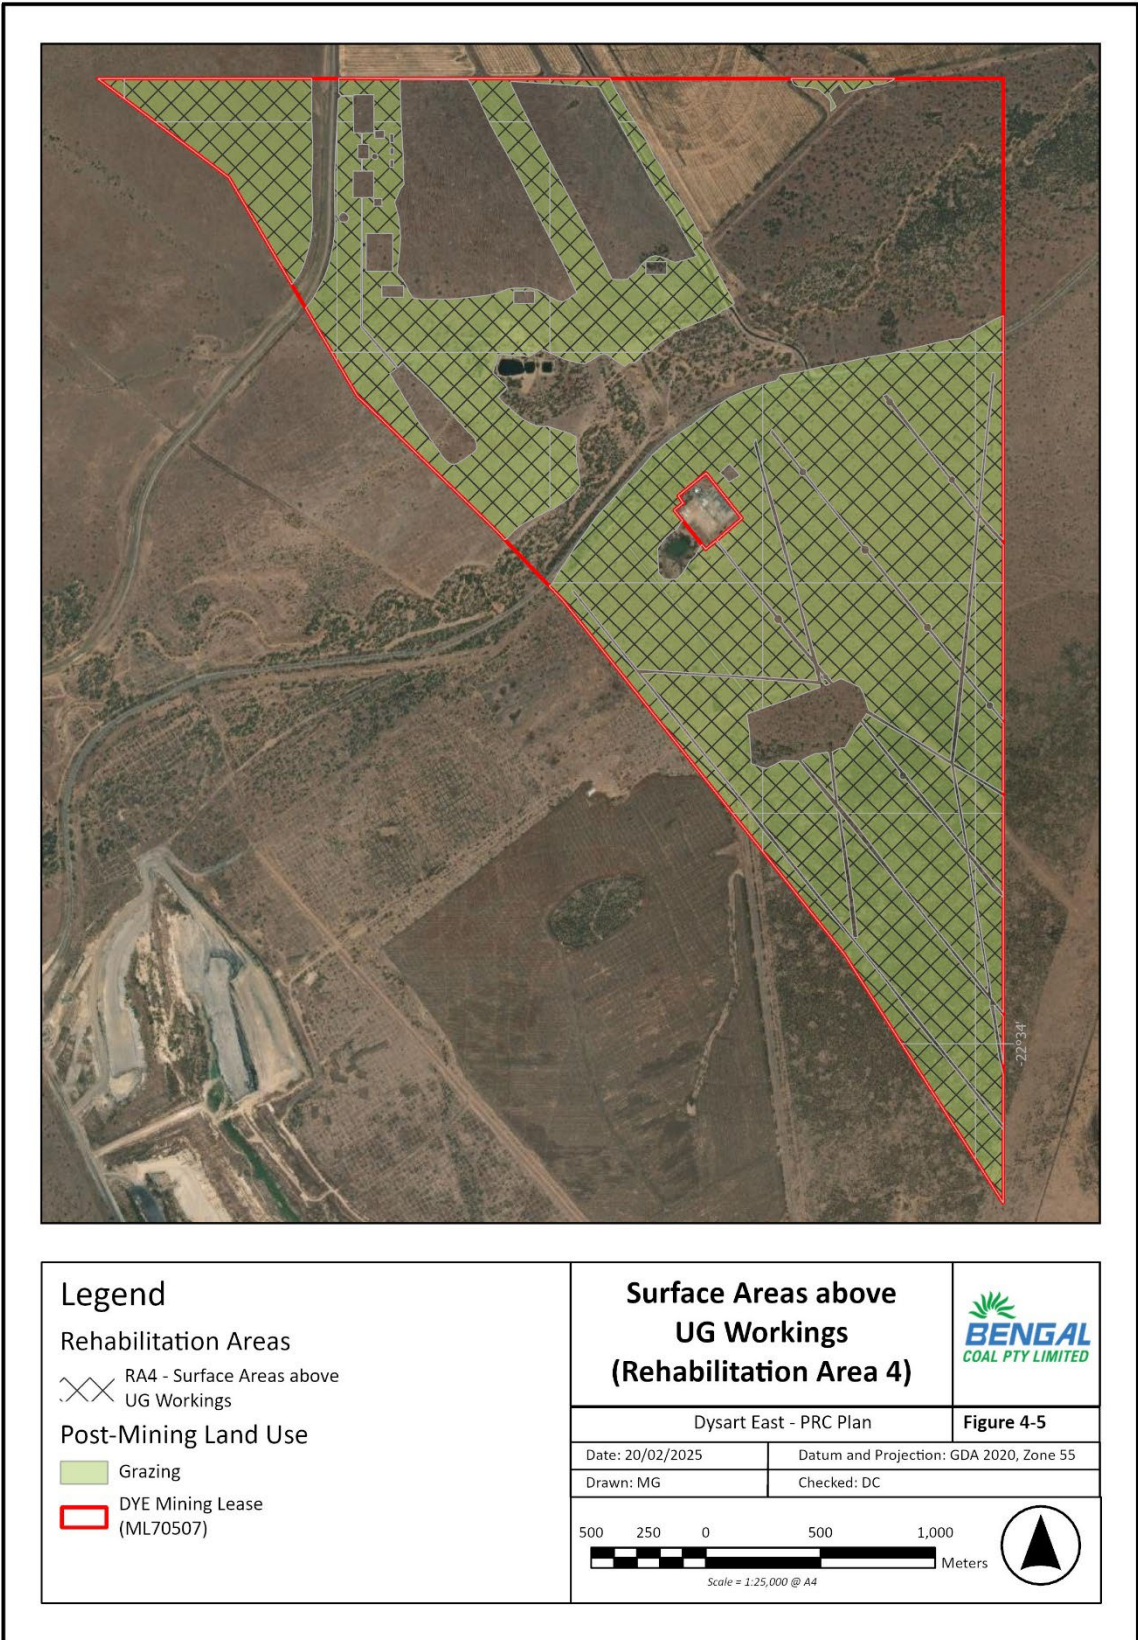 -22°34'
Legend
Rehabilitation Areas
RA4 - Surface Areas above
UG Workings
Post-Mining Land Use
Grazing
DYE Mining Lease
(ML70507)
Surface Areas above
UG Workings
(Rehabilitation Area 4)
BENGAL
COAL PTY LIMITED
Dysart East - PRC Plan
Figure 4-5
Date: 20/02/2025
Datum and Projection: GDA 2020, Zone 55
Drawn: MG
Checked: DC
500 250 0 500 1,000
Meters
Scale = 1:25,000 @ A4